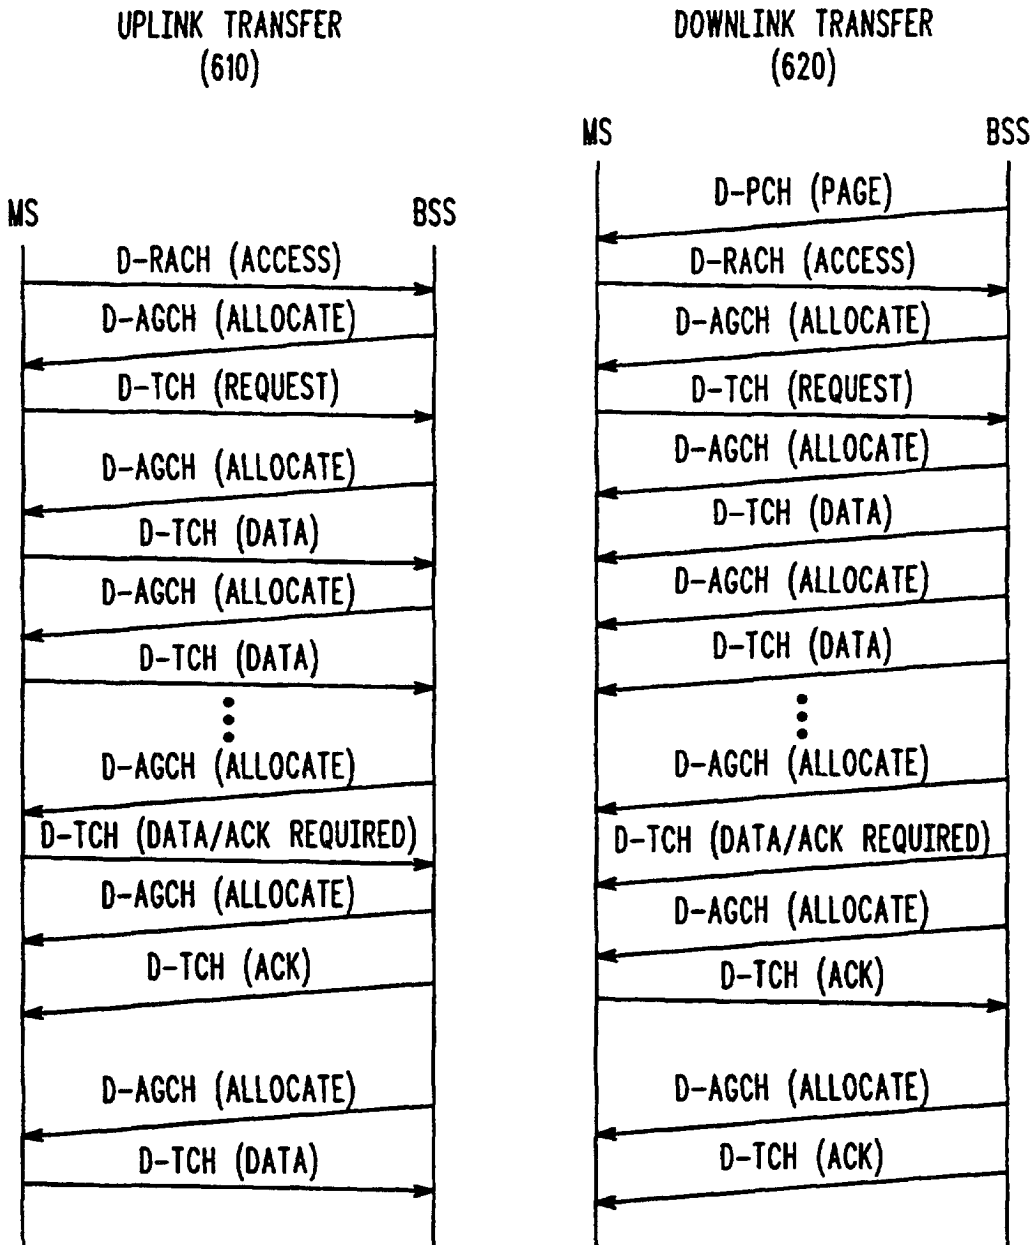 UPLINK TRANSFER
(610)
MS
BSS
D-RACH (ACCESS)
D-AGCH (ALLOCATE)
D-TCH (REQUEST)
D-AGCH (ALLOCATE)
D-TCH (DATA)
D-AGCH (ALLOCATE)
D-TCH (DATA)
D-AGCH (ALLOCATE)
D-TCH (DATA/ACK REQUIRED)
D-AGCH (ALLOCATE)
D-TCH (ACK)
D-AGCH (ALLOCATE)
D-TCH (DATA)
DOWNLINK TRANSFER
(620)
MS
BSS
D-PCH (PAGE)
D-RACH (ACCESS)
D-AGCH (ALLOCATE)
D-TCH (REQUEST)
D-AGCH (ALLOCATE)
D-TCH (DATA)
D-AGCH (ALLOCATE)
D-TCH (DATA)
D-AGCH (ALLOCATE)
D-TCH (DATA/ACK REQUIRED)
D-AGCH (ALLOCATE)
D-TCH (ACK)
D-AGCH (ALLOCATE)
D-TCH (ACK)